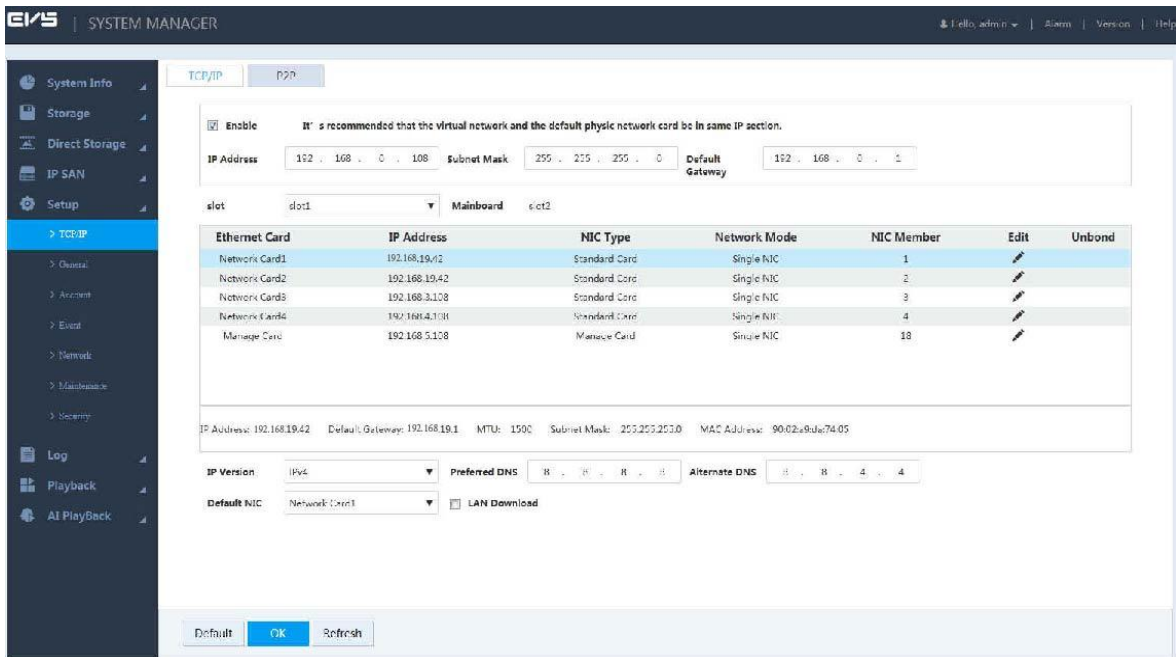 EVS | SYSTEM MANAGER
Hello, admin | Alarm | Version | Help
System Info
Storage
Direct Storage
IP SAN
Setup
> TCP/IP
> General
> Account
> Event
> Network
> Maintenance
> Security
Log
Playback
AI PlayBack
TCP/IP P2P
Enable It' s recommended that the virtual network and the default physic network card be in same IP section.
IP Address 192 . 168 . 0 . 108 Subnet Mask 255 . 255 . 255 . 0 Default Gateway 192 . 168 . 0 . 1
slot slot1 Mainboard slot2
Ethernet Card IP Address NIC Type Network Mode NIC Member Edit Unbond
Network Card1 192.168.19.42 Standard Card Single NIC 1
Network Card2 192.168.19.42 Standard Card Single NIC 2
Network Card3 192.168.3.108 Standard Card Single NIC 3
Network Card4 192.168.4.108 Standard Card Single NIC 4
Manage Card 192.168.5.108 Manage Card Single NIC 18
IP Address: 192.168.19.42 Default Gateway: 192.168.19.1 MTU: 1500 Subnet Mask: 255.255.255.0 MAC Address: 90:02:a9:da:74:05
IP Version IPv4 Preferred DNS 8 . 8 . 8 . 8 Alternate DNS 8 . 8 . 4 . 4
Default NIC Network Card1 LAN Download
Default OK Refresh